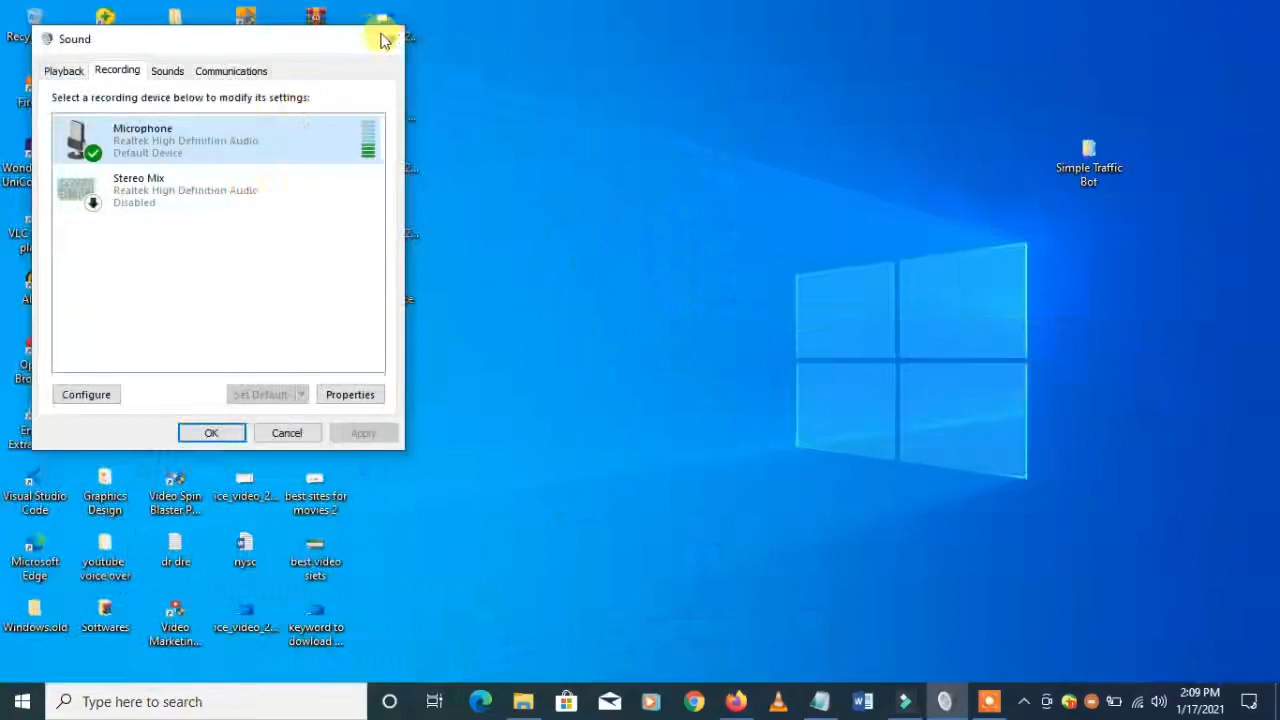 Sound
Playback
Recording
Sounds
Communications
Select a recording device below to modify its settings:
Microphone
Realtek High Definition Audio
Default Device
Stereo Mix
Realtek High Definition Audio
Disabled
Configure
Set Default
Properties
OK
Cancel
Apply
Simple Traffic
Bot
Visual Studio
Code
Graphics
Design
Video Spin
Blaster P...
ice_video_2...
best sites for
movies 2
Microsoft
Edge
youtube
voice over
dr dre
nysc
best video
siets
Windows.old
Softwares
Video
Marketin...
ice_video_2...
keyword to
dowload ...
Type here to search
2:09 PM
1/17/2021